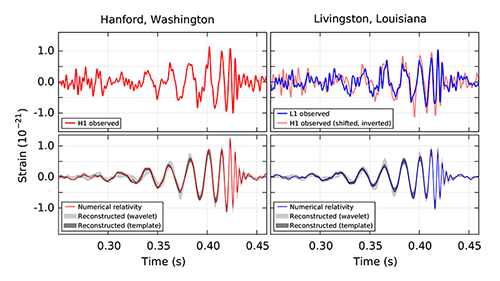 Hanford, Washington
Livingston, Louisiana
Strain (10⁻²¹)
1.0
0.0
-1.0
H1 observed
L1 observed
H1 observed (shifted, inverted)
1.0
0.0
-1.0
Numerical relativity
Reconstructed (wavelet)
Reconstructed (template)
Numerical relativity
Reconstructed (wavelet)
Reconstructed (template)
0.30 0.35 0.40 0.45
0.30 0.35 0.40 0.45
Time (s)
Time (s)